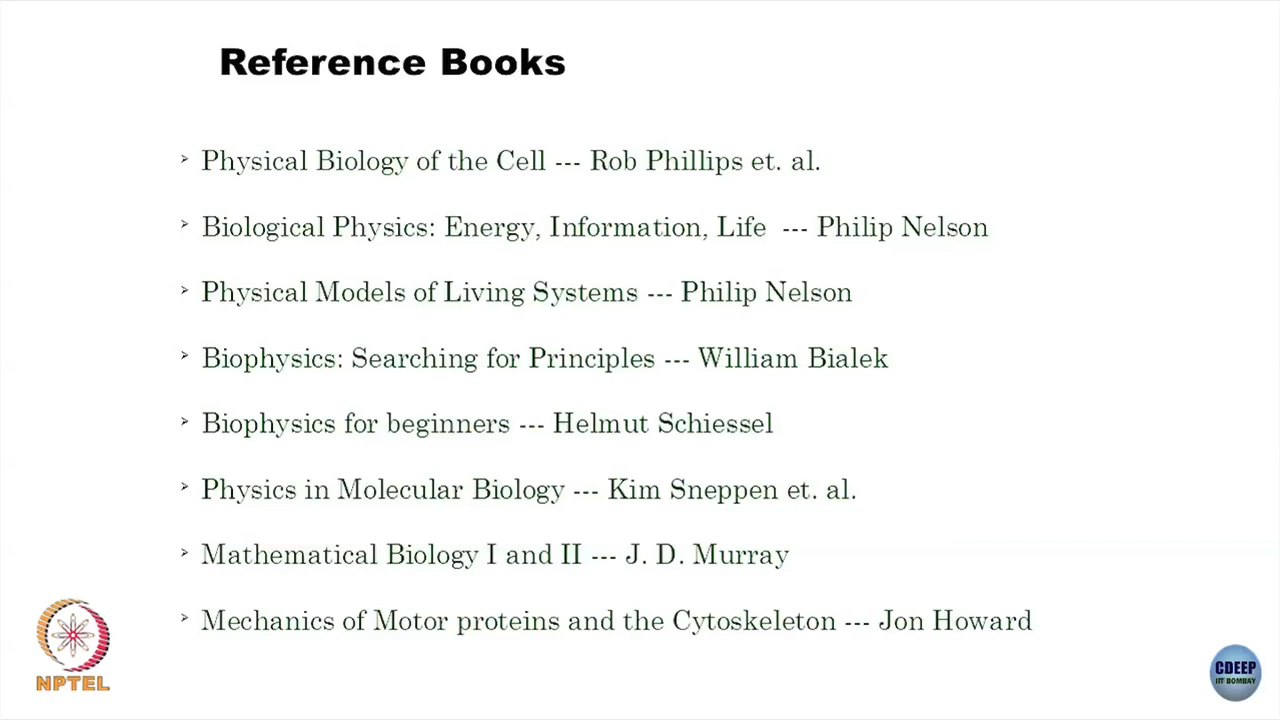 Reference Books
Physical Biology of the Cell --- Rob Phillips et. al.
Biological Physics: Energy, Information, Life --- Philip Nelson
Physical Models of Living Systems --- Philip Nelson
Biophysics: Searching for Principles --- William Bialek
Biophysics for beginners --- Helmut Schiessel
Physics in Molecular Biology --- Kim Sneppen et. al.
Mathematical Biology I and II --- J. D. Murray
Mechanics of Motor proteins and the Cytoskeleton --- Jon Howard
NPTEL
CDEEP
IIT BOMBAY